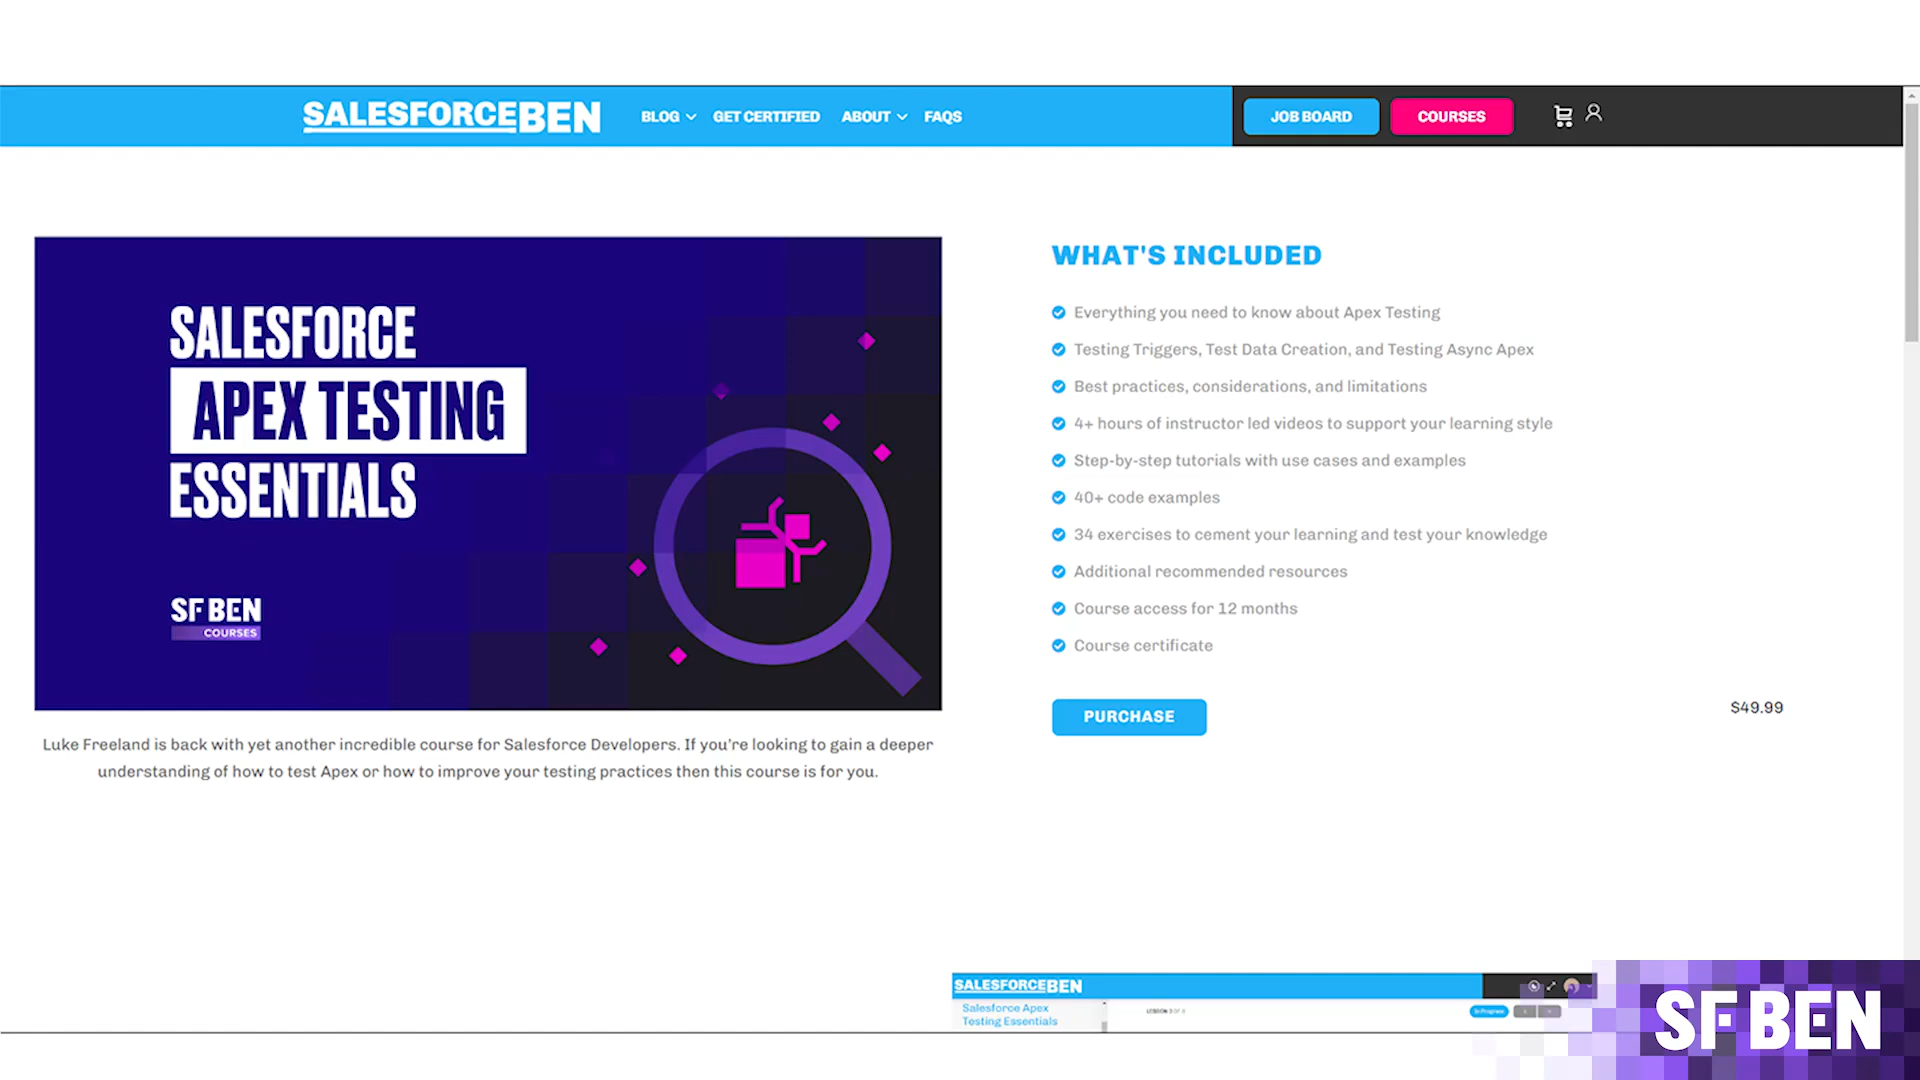 SALESFORCEBEN
BLOG
GET CERTIFIED
ABOUT
FAQS
JOB BOARD
COURSES
SALESFORCE
APEX TESTING
ESSENTIALS
SF BEN
COURSES
Luke Freeland is back with yet another incredible course for Salesforce Developers. If you're looking to gain a deeper
understanding of how to test Apex or how to improve your testing practices then this course is for you.
WHAT'S INCLUDED
Everything you need to know about Apex Testing
Testing Triggers, Test Data Creation, and Testing Async Apex
Best practices, considerations, and limitations
4+ hours of instructor led videos to support your learning style
Step-by-step tutorials with use cases and examples
40+ code examples
34 exercises to cement your learning and test your knowledge
Additional recommended resources
Course access for 12 months
Course certificate
PURCHASE
$49.99
SALESFORCEBEN
Salesforce Apex
Testing Essentials
In Progress
SF BEN